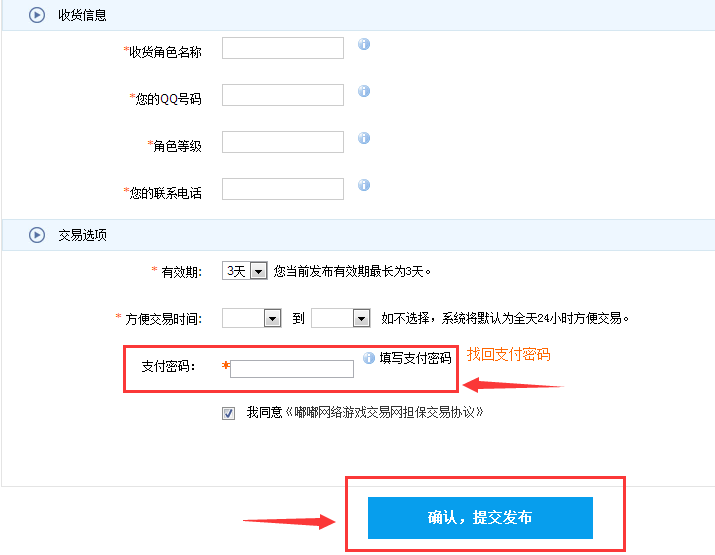 收货信息
*收货角色名称
*您的QQ号码
*角色等级
*您的联系电话
交易选项
* 有效期: 3天 您当前发布有效期最长为3天。
* 方便交易时间: 到 如不选择，系统将默认为全天24小时方便交易。
支付密码: * 填写支付密码 找回支付密码
我同意《嘟嘟网络游戏交易网担保交易协议》
确认，提交发布